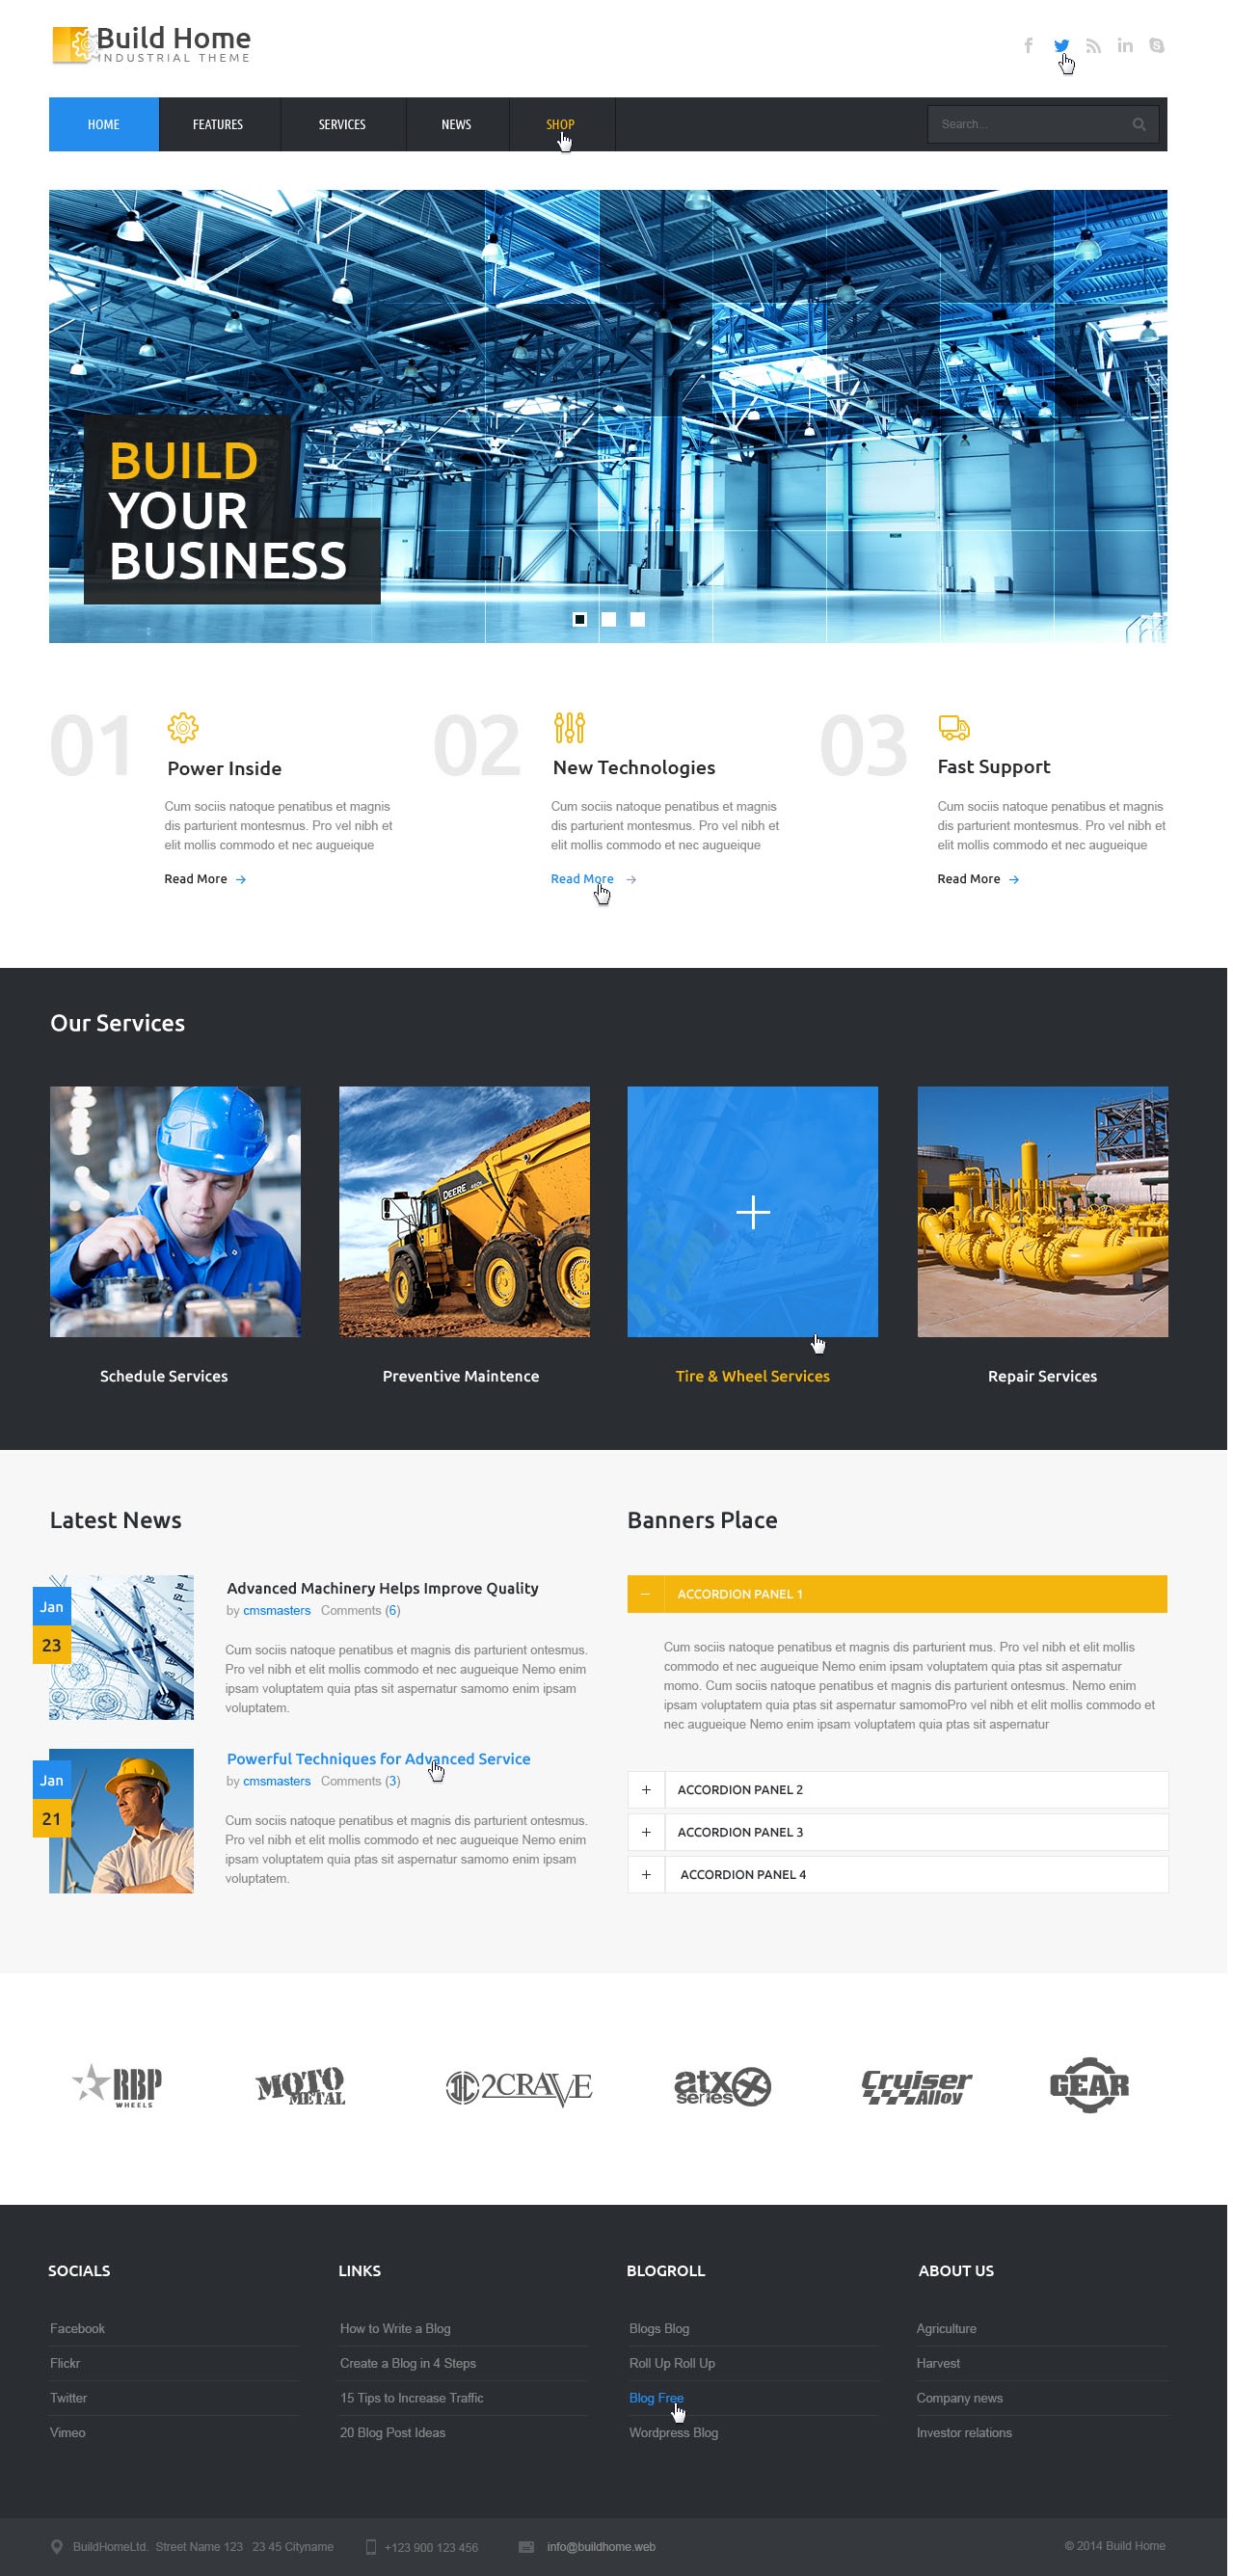 Build Home
INDUSTRIAL THEME
HOME
FEATURES
SERVICES
NEWS
SHOP
Search...
BUILD
YOUR
BUSINESS
01
Power Inside
Cum sociis natoque penatibus et magnis
dis parturient montesmus. Pro vel nibh et
elit mollis commodo et nec augueique
Read More
02
New Technologies
Cum sociis natoque penatibus et magnis
dis parturient montesmus. Pro vel nibh et
elit mollis commodo et nec augueique
Read More
03
Fast Support
Cum sociis natoque penatibus et magnis
dis parturient montesmus. Pro vel nibh et
elit mollis commodo et nec augueique
Read More
Our Services
DEERE
Schedule Services
Preventive Maintence
Tire & Wheel Services
Repair Services
Latest News
Jan
23
Advanced Machinery Helps Improve Quality
by cmsmasters Comments (6)
Cum sociis natoque penatibus et magnis dis parturient ontesmus.
Pro vel nibh et elit mollis commodo et nec augueique Nemo enim
ipsam voluptatem quia ptas sit aspernatur samomo enim ipsam
voluptatem.
Jan
21
Powerful Techniques for Advanced Service
by cmsmasters Comments (3)
Cum sociis natoque penatibus et magnis dis parturient ontesmus.
Pro vel nibh et elit mollis commodo et nec augueique Nemo enim
ipsam voluptatem quia ptas sit aspernatur samomo enim ipsam
voluptatem.
Banners Place
ACCORDION PANEL 1
Cum sociis natoque penatibus et magnis dis parturient mus. Pro vel nibh et elit mollis
commodo et nec augueique Nemo enim ipsam voluptatem quia ptas sit aspernatur
momo. Cum sociis natoque penatibus et magnis dis parturient ontesmus. Nemo enim
ipsam voluptatem quia ptas sit aspernatur samomoPro vel nibh et elit mollis commodo et
nec augueique Nemo enim ipsam voluptatem quia ptas sit aspernatur
ACCORDION PANEL 2
ACCORDION PANEL 3
ACCORDION PANEL 4
RBP
WHEELS
MOTO
METAL
2CRAVE
atx
series
Cruiser
Alloy
GEAR
SOCIALS
Facebook
Flickr
Twitter
Vimeo
LINKS
How to Write a Blog
Create a Blog in 4 Steps
15 Tips to Increase Traffic
20 Blog Post Ideas
BLOGROLL
Blogs Blog
Roll Up Roll Up
Blog Free
Wordpress Blog
ABOUT US
Agriculture
Harvest
Company news
Investor relations
BuildHomeLtd. Street Name 123 23 45 Cityname
+123 900 123 456
info@buildhome.web
© 2014 Build Home